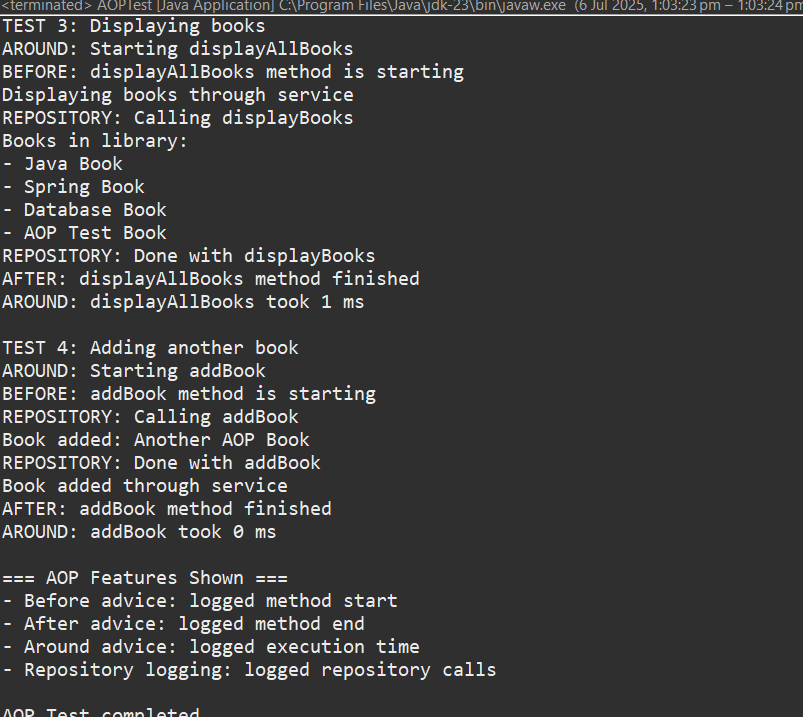 <terminated> AOPTest [Java Application] C:\Program Files\Java\jdk-23\bin\javaw.exe (6 Jul 2025, 1:03:23 pm – 1:03:24 pm
TEST 3: Displaying books
AROUND: Starting displayAllBooks
BEFORE: displayAllBooks method is starting
Displaying books through service
REPOSITORY: Calling displayBooks
Books in library:
- Java Book
- Spring Book
- Database Book
- AOP Test Book
REPOSITORY: Done with displayBooks
AFTER: displayAllBooks method finished
AROUND: displayAllBooks took 1 ms
TEST 4: Adding another book
AROUND: Starting addBook
BEFORE: addBook method is starting
REPOSITORY: Calling addBook
Book added: Another AOP Book
REPOSITORY: Done with addBook
Book added through service
AFTER: addBook method finished
AROUND: addBook took 0 ms
=== AOP Features Shown ===
- Before advice: logged method start
- After advice: logged method end
- Around advice: logged execution time
- Repository logging: logged repository calls
AOP Test completed